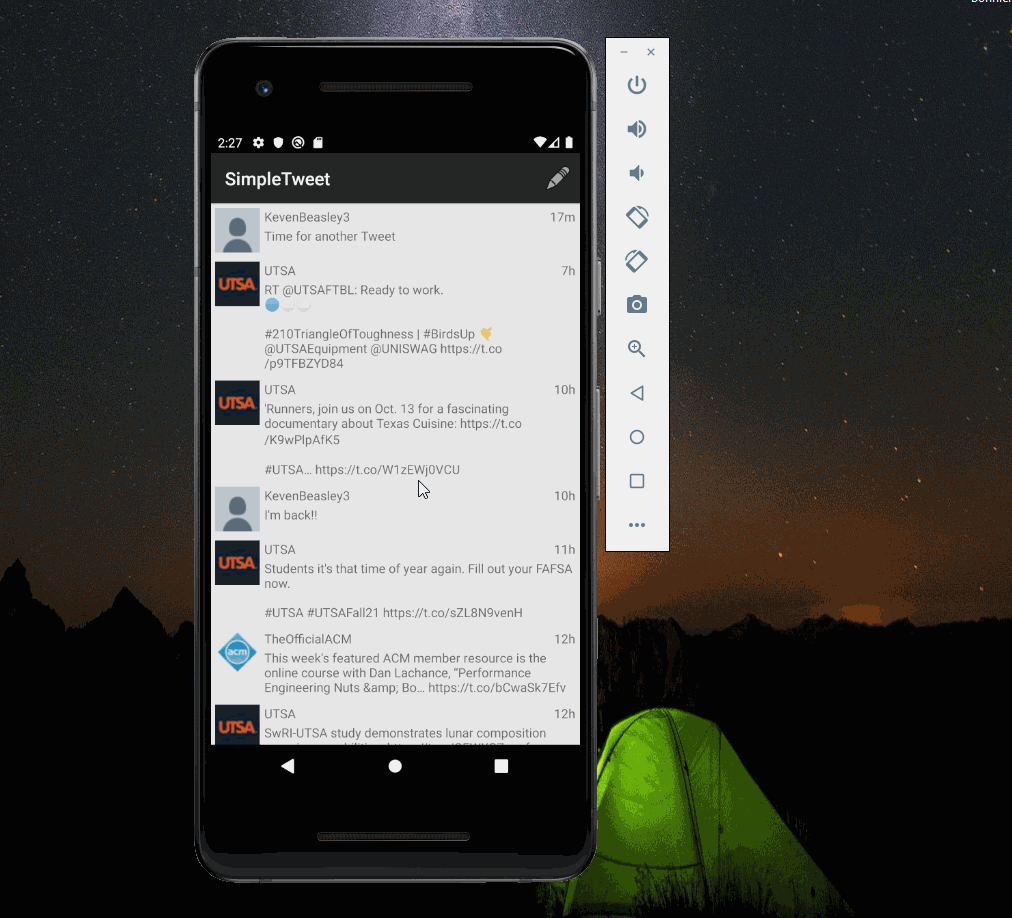 2:27
SimpleTweet
KevenBeasley3 17m
Time for another Tweet
UTSA UTSA 7h
RT @UTSAFTBL: Ready to work.
#210TriangleOfToughness | #BirdsUp
@UTSAEquipment @UNISWAG https://t.co
/p9TFBZYD84
UTSA UTSA 10h
'Runners, join us on Oct. 13 for a fascinating
documentary about Texas Cuisine: https://t.co
/K9wPlpAfK5
#UTSA… https://t.co/W1zEWj0VCU
KevenBeasley3 10h
I'm back!!
UTSA UTSA 11h
Students it's that time of year again. Fill out your FAFSA
now.
#UTSA #UTSAFall21 https://t.co/sZL8N9venH
acm TheOfficialACM 12h
This week's featured ACM member resource is the
online course with Dan Lachance, "Performance
Engineering Nuts &amp; Bo… https://t.co/bCwaSk7Efv
UTSA UTSA 12h
SwRI-UTSA study demonstrates lunar composition